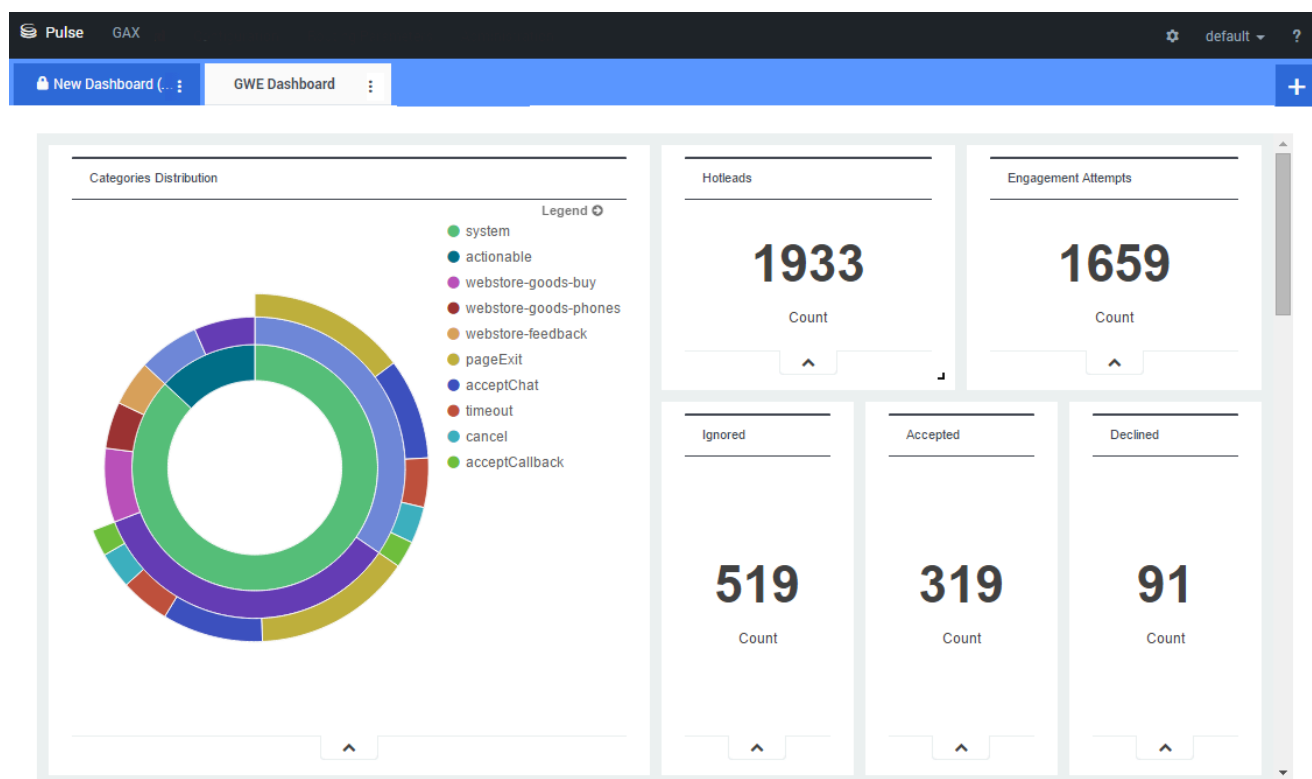 Pulse GAX default ?
New Dashboard (... GWE Dashboard +
Categories Distribution
Legend
system
actionable
webstore-goods-buy
webstore-goods-phones
webstore-feedback
pageExit
acceptChat
timeout
cancel
acceptCallback
Hotleads
1933
Count
Engagement Attempts
1659
Count
Ignored
519
Count
Accepted
319
Count
Declined
91
Count